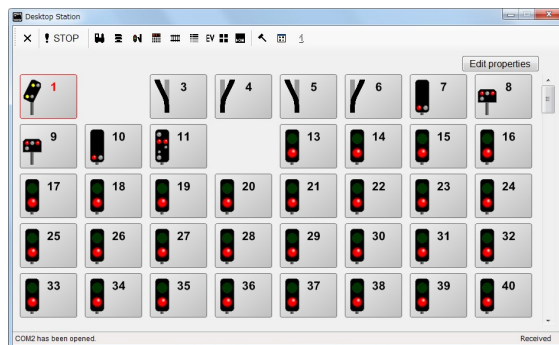 Desktop Station
STOP
EV
Edit properties
1 3 4 5 6 7 8
9 10 11 13 14 15 16
17 18 19 20 21 22 23 24
25 26 27 28 29 30 31 32
33 34 35 36 37 38 39 40
COM2 has been opened. Received